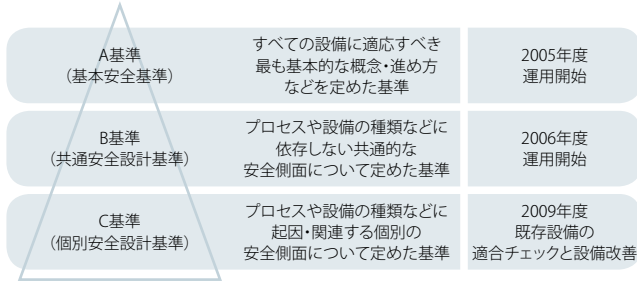 A基準
（基本安全基準）
すべての設備に適応すべき
最も基本的な概念・進め方
などを定めた基準
2005年度
運用開始
B基準
（共通安全設計基準）
プロセスや設備の種類などに
依存しない共通的な
安全側面について定めた基準
2006年度
運用開始
C基準
（個別安全設計基準）
プロセスや設備の種類などに
起因・関連する個別の
安全側面について定めた基準
2009年度
既存設備の
適合チェックと設備改善